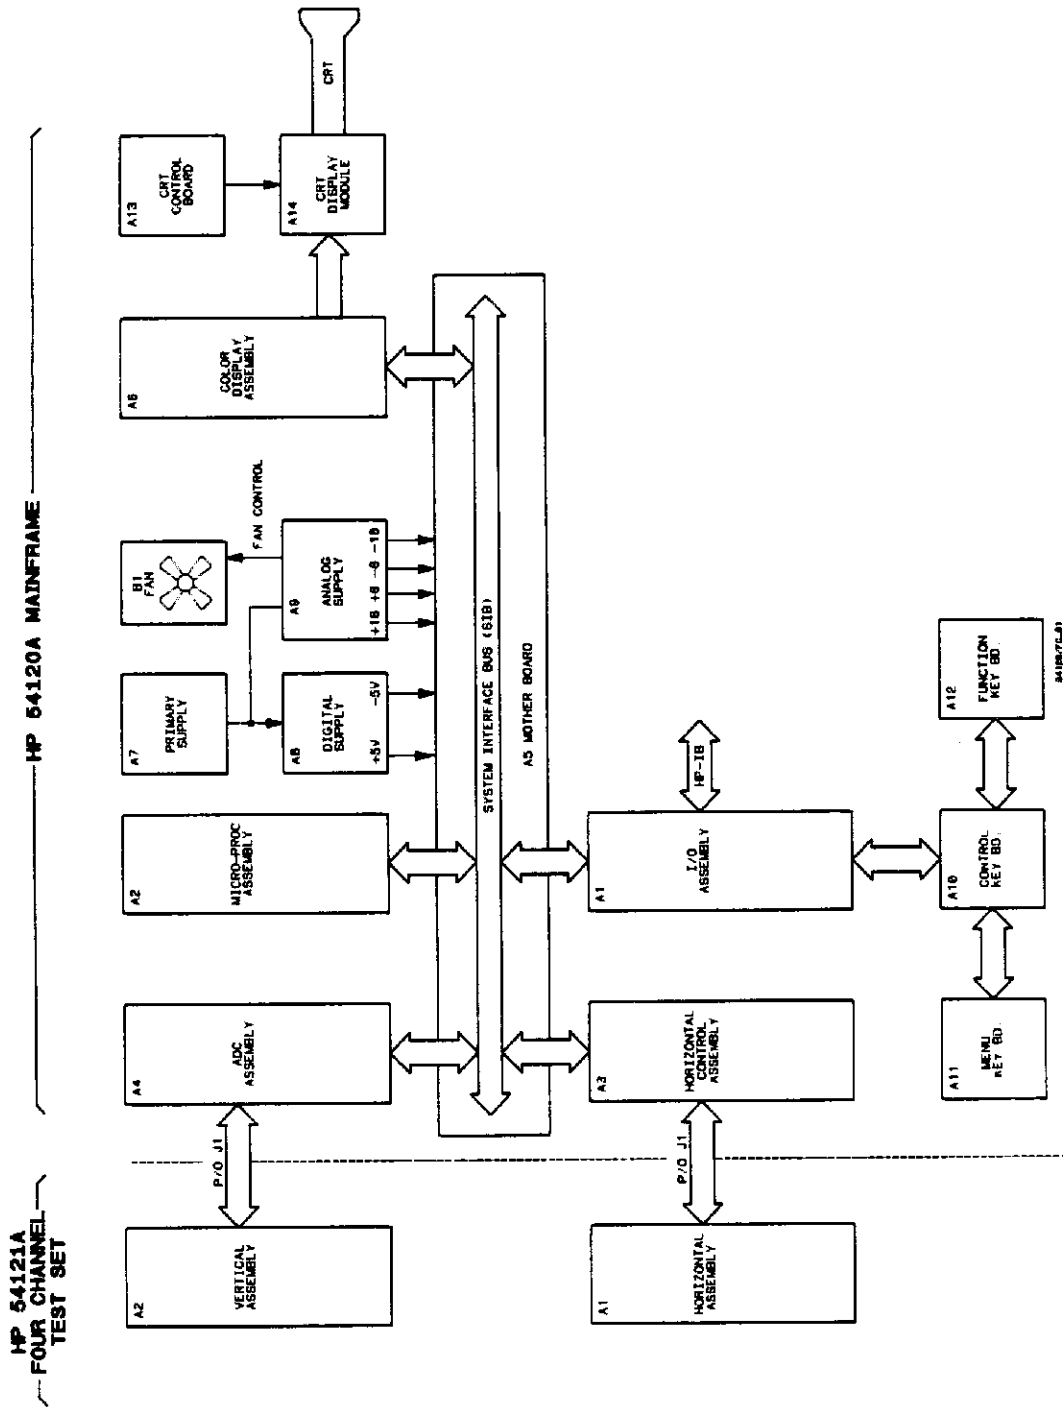 HP 54121A
FOUR CHANNEL
TEST SET
HP 54120A MAINFRAME
A2
VERTICAL
ASSEMBLY
P/O J1
A4
ADC
ASSEMBLY
A2
MICRO-PROC
ASSEMBLY
A7
PRIMARY
SUPPLY
B1
FAN
A6
COLOR
DISPLAY
ASSEMBLY
A13
CRT
CONTROL
BOARD
FAN CONTROL
A8
DIGITAL
SUPPLY
+5V -5V
A9
ANALOG
SUPPLY
+18 +8 -8 -18
A14
CRT
DISPLAY
MODULE
CRT
SYSTEM INTERFACE BUS (SIB)
A5 MOTHER BOARD
A1
HORIZONTAL
ASSEMBLY
P/O J1
A3
HORIZONTAL
CONTROL
ASSEMBLY
A1
I/O
ASSEMBLY
HP-IB
A11
MENU
KEY BD.
A10
CONTROL
KEY BD.
A12
FUNCTION
KEY BD.